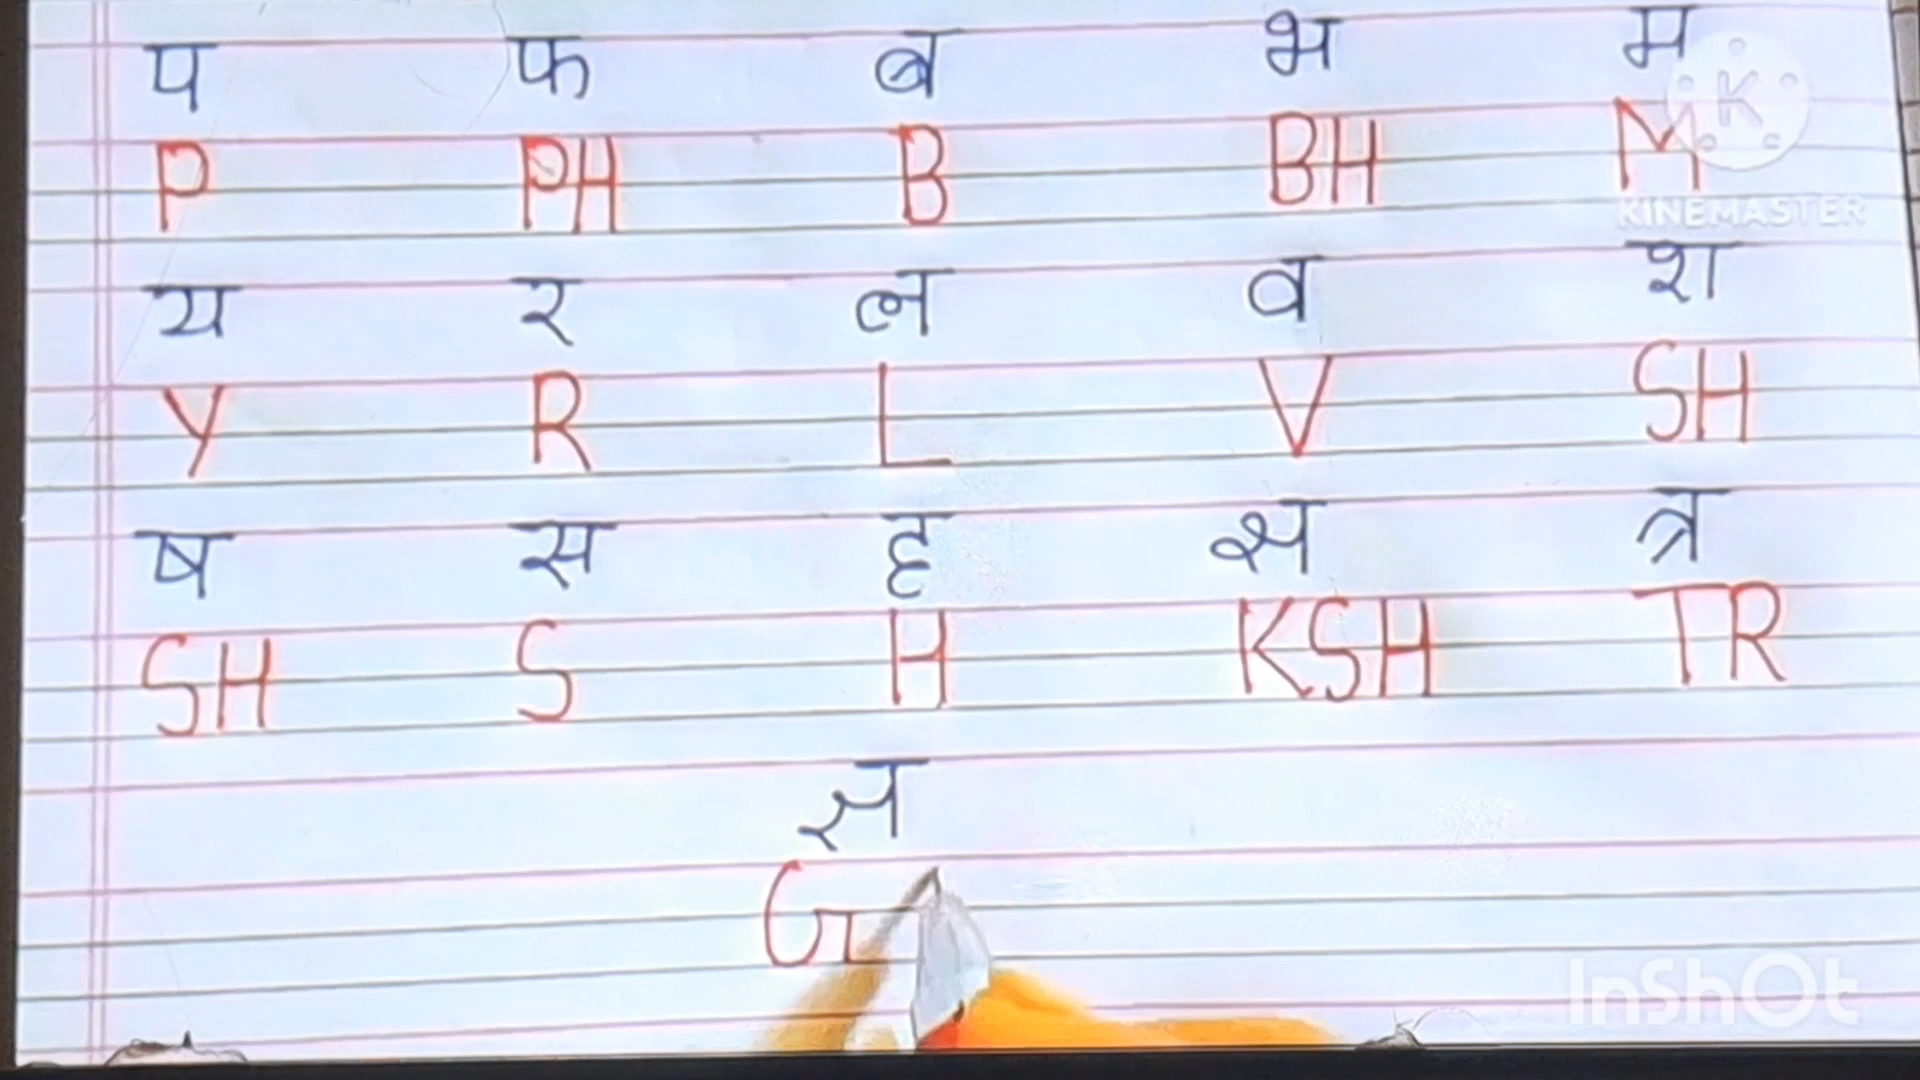 प फ ब भ म
P PH B BH M
K
KINEMASTER
य र ल व श
Y R L V SH
ष स ह क्ष त्र
SH S H KSH TR
G
InShOt